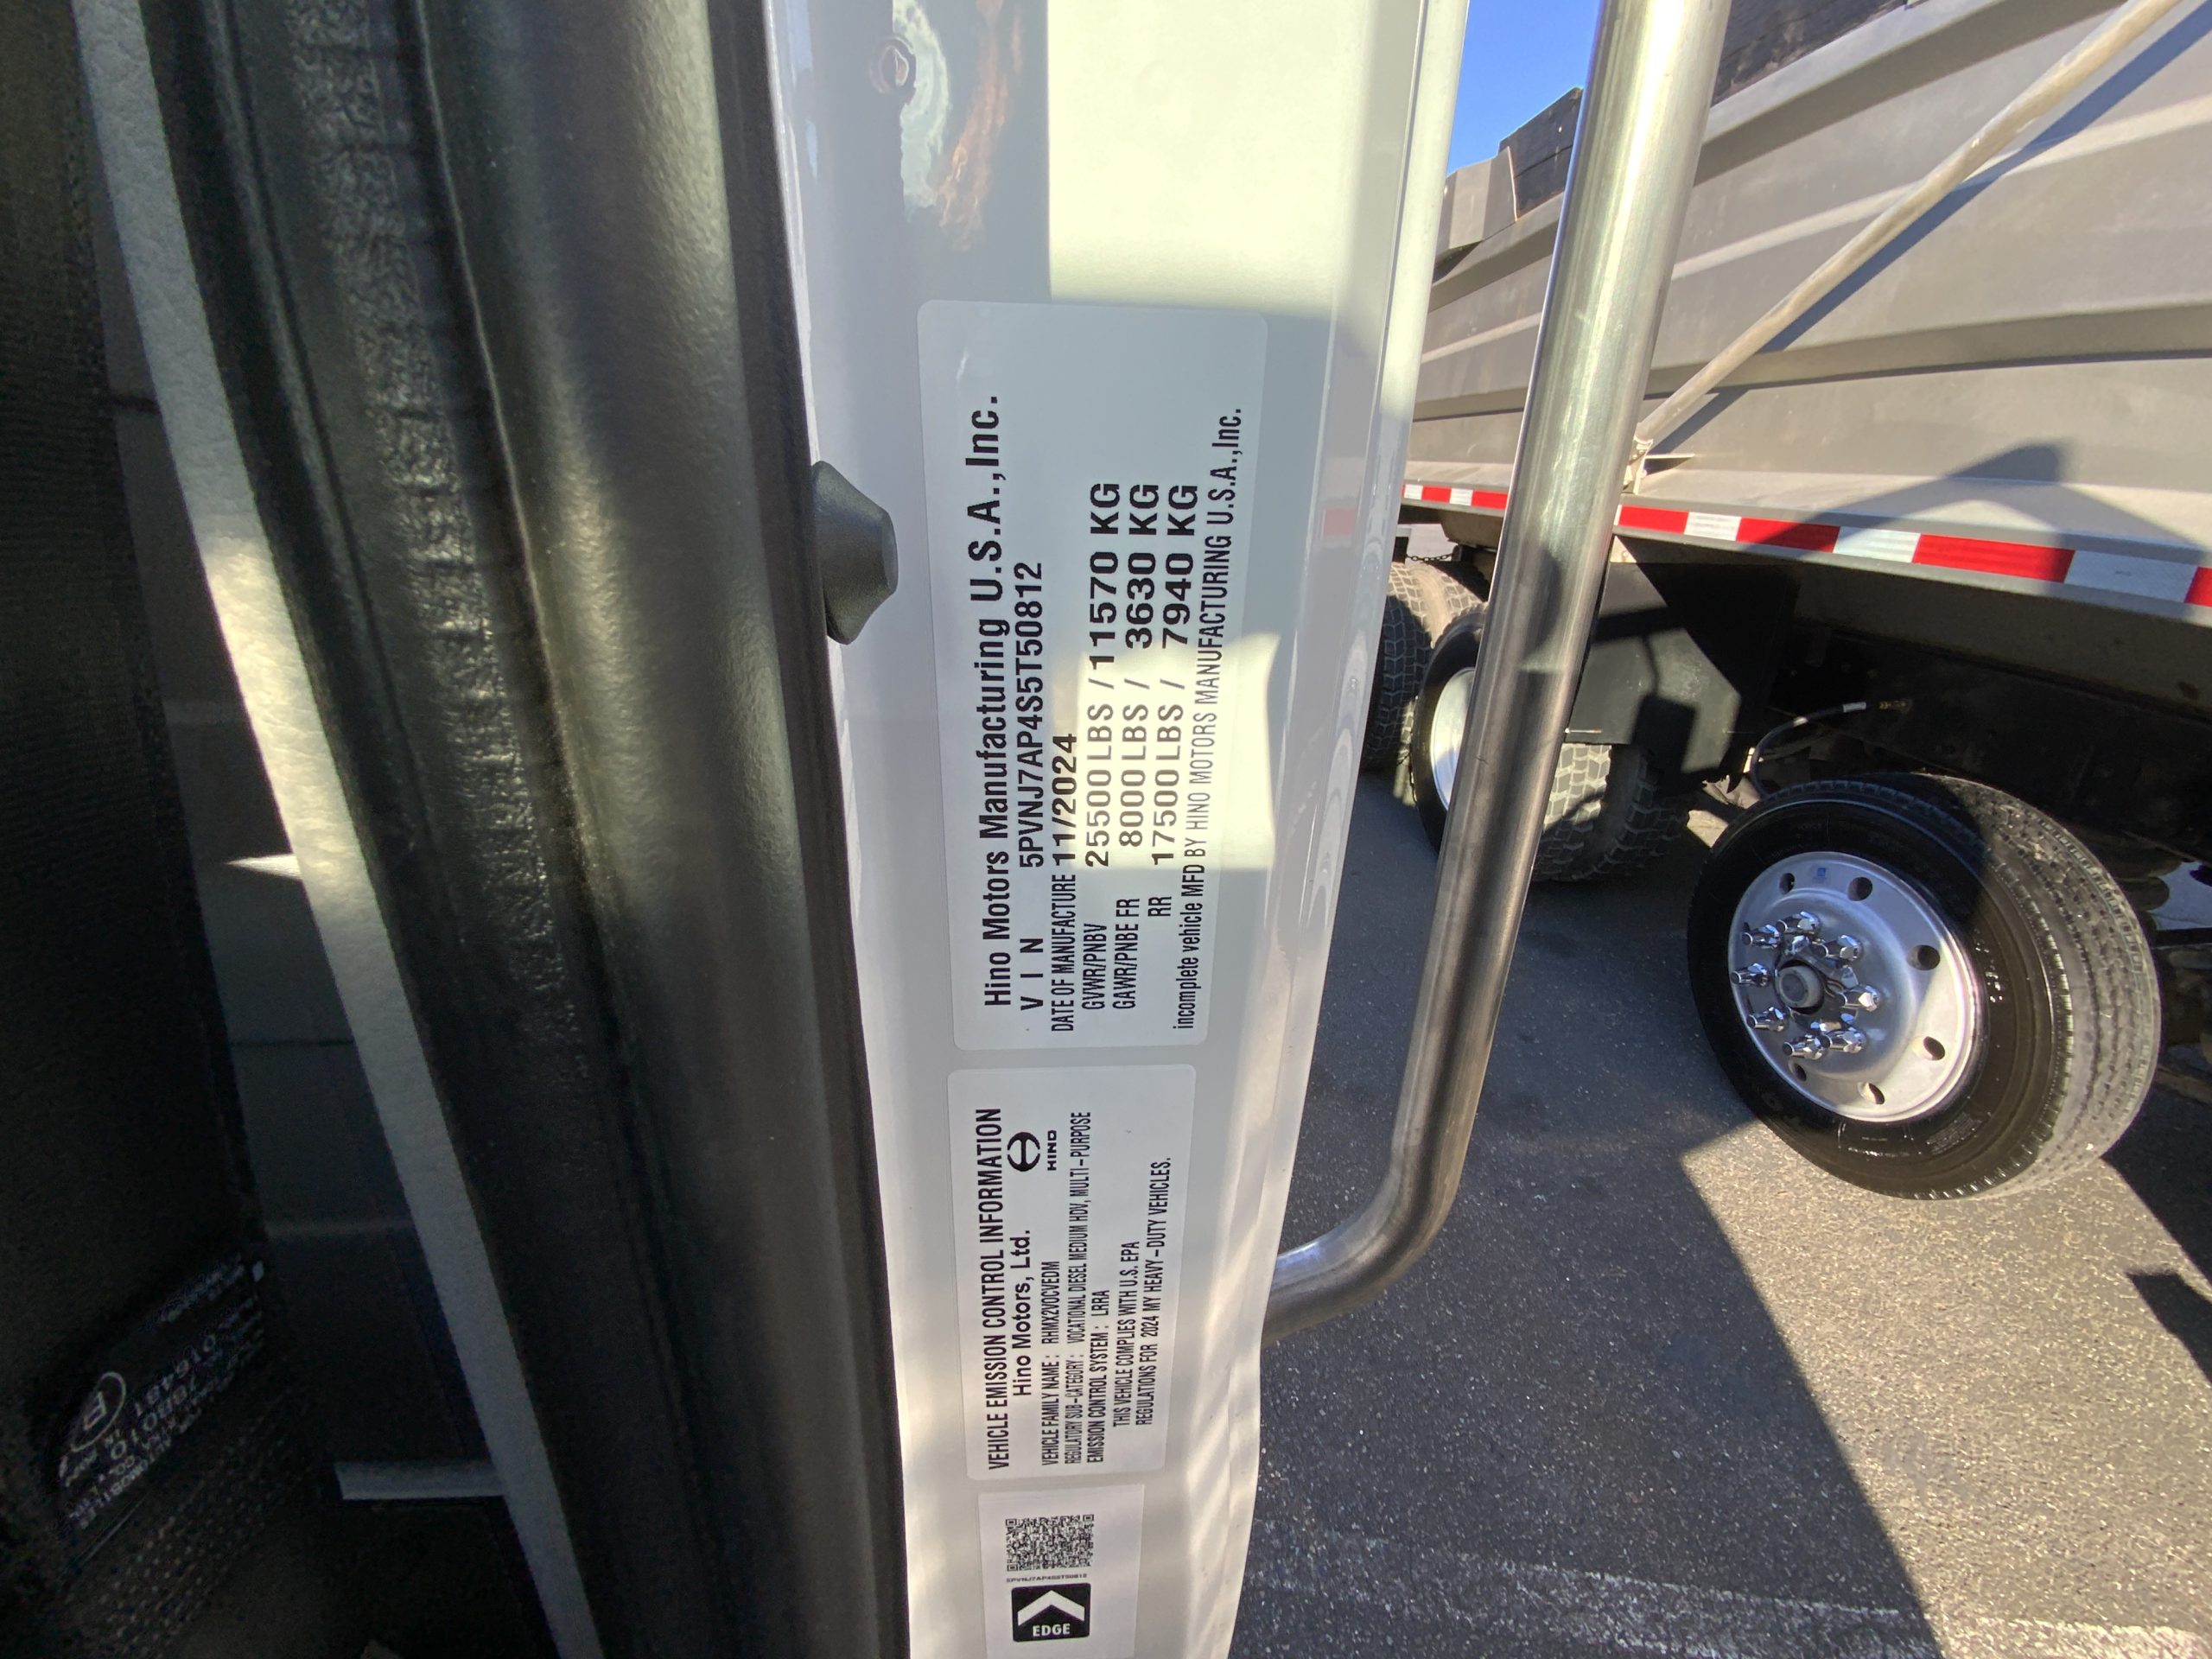 Hino Motors Manufacturing U.S.A.,Inc.
V I N 5PVNJ7AP4S5T50812
DATE OF MANUFACTURE 11/2024
GVWR/PNBV 25500 LBS / 11570 KG
GAWR/PNBE FR 8000 LBS / 3630 KG
RR 17500 LBS / 7940 KG
incomplete vehicle MFD BY HINO MOTORS MANUFACTURING U.S.A.,Inc.
VEHICLE EMISSION CONTROL INFORMATION
Hino Motors, Ltd.
HINO
VEHICLE FAMILY NAME : RHMX2VOCVEDM
REGULATORY SUB-CATEGORY : VOCATIONAL DIESEL MEDIUM HDV, MULTI-PURPOSE
EMISSION CONTROL SYSTEM : LRRA
THIS VEHICLE COMPLIES WITH U.S. EPA
REGULATIONS FOR 2024 MY HEAVY-DUTY VEHICLES.
5PVNJ7AP4S5T50812
EDGE